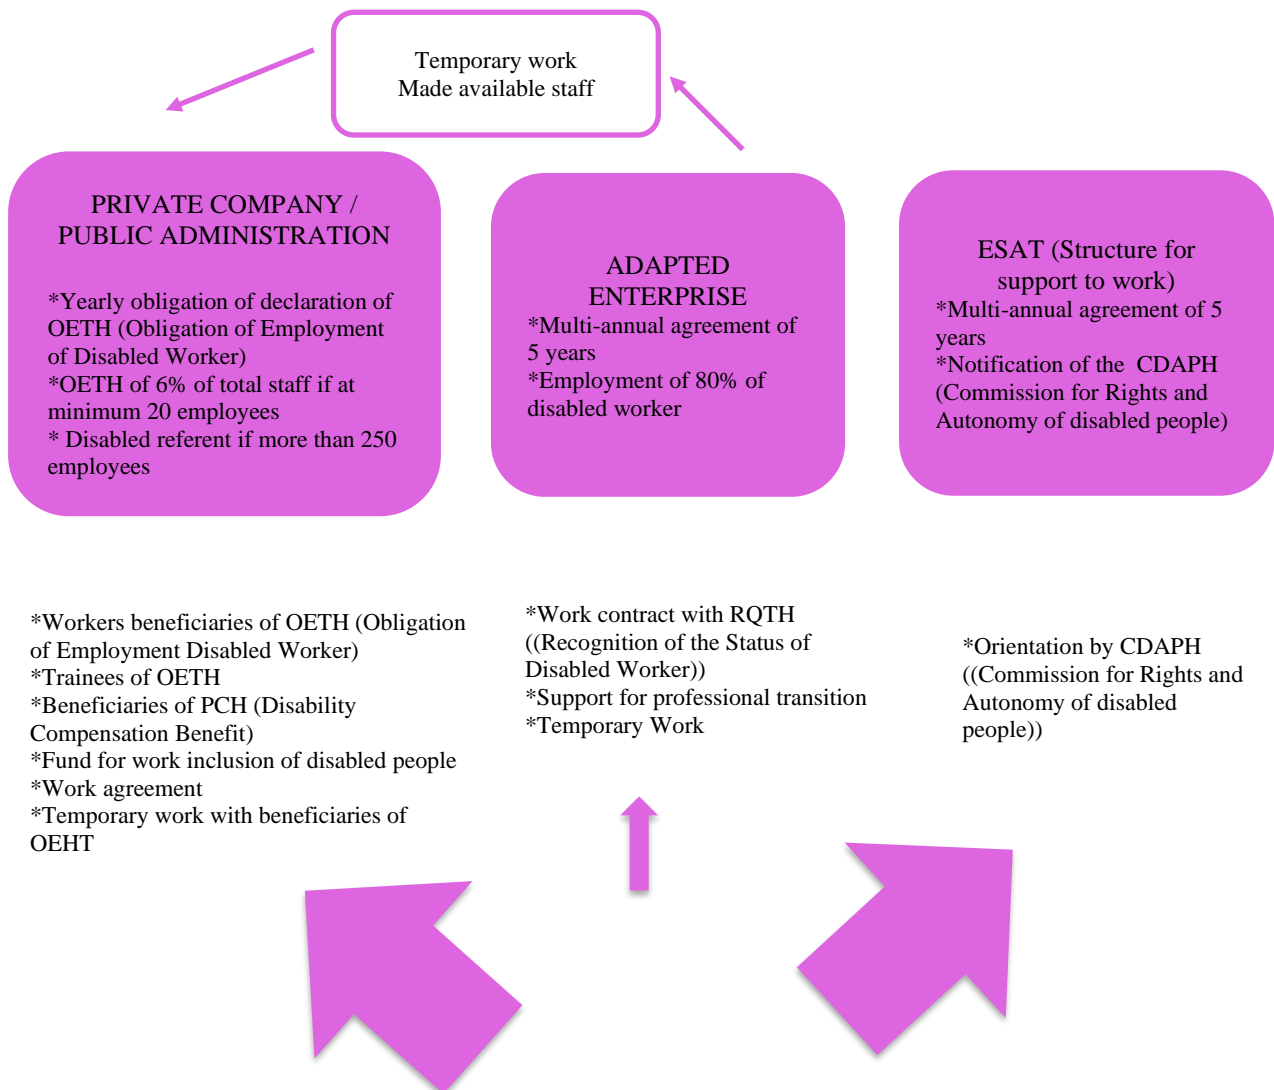 Temporary work
Made available staff
PRIVATE COMPANY /
PUBLIC ADMINISTRATION
*Yearly obligation of declaration of
OETH (Obligation of Employment
of Disabled Worker)
*OETH of 6% of total staff if at
minimum 20 employees
* Disabled referent if more than 250
employees
ADAPTED
ENTERPRISE
*Multi-annual agreement of
5 years
*Employment of 80% of
disabled worker
ESAT (Structure for
support to work)
*Multi-annual agreement of 5
years
*Notification of the CDAPH
(Commission for Rights and
Autonomy of disabled people)
*Workers beneficiaries of OETH (Obligation
of Employment Disabled Worker)
*Trainees of OETH
*Beneficiaries of PCH (Disability
Compensation Benefit)
*Fund for work inclusion of disabled people
*Work agreement
*Temporary work with beneficiaries of
OEHT
*Work contract with RQTH
((Recognition of the Status of
Disabled Worker))
*Support for professional transition
*Temporary Work
*Orientation by CDAPH
((Commission for Rights and
Autonomy of disabled
people))